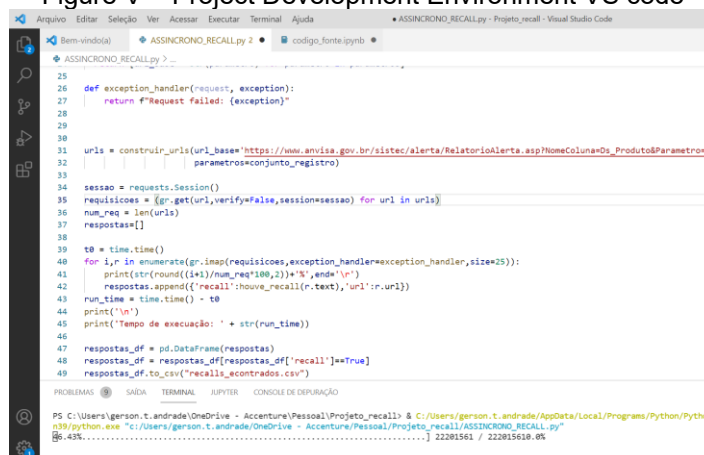 Figure V – Project Development Environment VS code
Arquivo Editar Seleção Ver Acessar Executar Terminal Ajuda
● ASSINCRONO_RECALL.py - Projeto_recall - Visual Studio Code
Bem-vindo(a) ASSINCRONO_RECALL.py 2 ● codigo_fonte.ipynb ●
ASSINCRONO_RECALL.py > ...
25
26 def exception_handler(request, exception):
27 return f"Request failed: {exception}"
28
29
30
31 urls = construir_urls(url_base='https://www.anvisa.gov.br/sistec/alerta/RelatorioAlerta.asp?NomeColuna=Ds_Produto&Parametro=
32 parametros=conjunto_registro)
33
34 sessao = requests.Session()
35 requisicoes = (gr.get(url,verify=False,session=sessao) for url in urls)
36 num_req = len(urls)
37 respostas=[]
38
39 t0 = time.time()
40 for i,r in enumerate(gr.imap(requisicoes,exception_handler=exception_handler,size=25)):
41 print(str(round((i+1)/num_req*100,2))+'%',end='\r')
42 respostas.append({'recall':houve_recall(r.text),'url':r.url})
43 run_time = time.time() - t0
44 print('\n')
45 print('Tempo de execuação: ' + str(run_time))
46
47 respostas_df = pd.DataFrame(respostas)
48 respostas_df = respostas_df[respostas_df['recall']==True]
49 respostas_df.to_csv("recalls_econtrados.csv")
PROBLEMAS 9 SAÍDA TERMINAL JUPYTER CONSOLE DE DEPURAÇÃO
PS C:\Users\gerson.t.andrade\OneDrive - Accenture\Pessoal\Projeto_recall> & C:/Users/gerson.t.andrade/AppData/Local/Programs/Python/Pytho
n39/python.exe "c:/Users/gerson.t.andrade/OneDrive - Accenture/Pessoal/Projeto_recall/ASSINCRONO_RECALL.py"
6.43%......................................................................] 22201561 / 222015610.0%